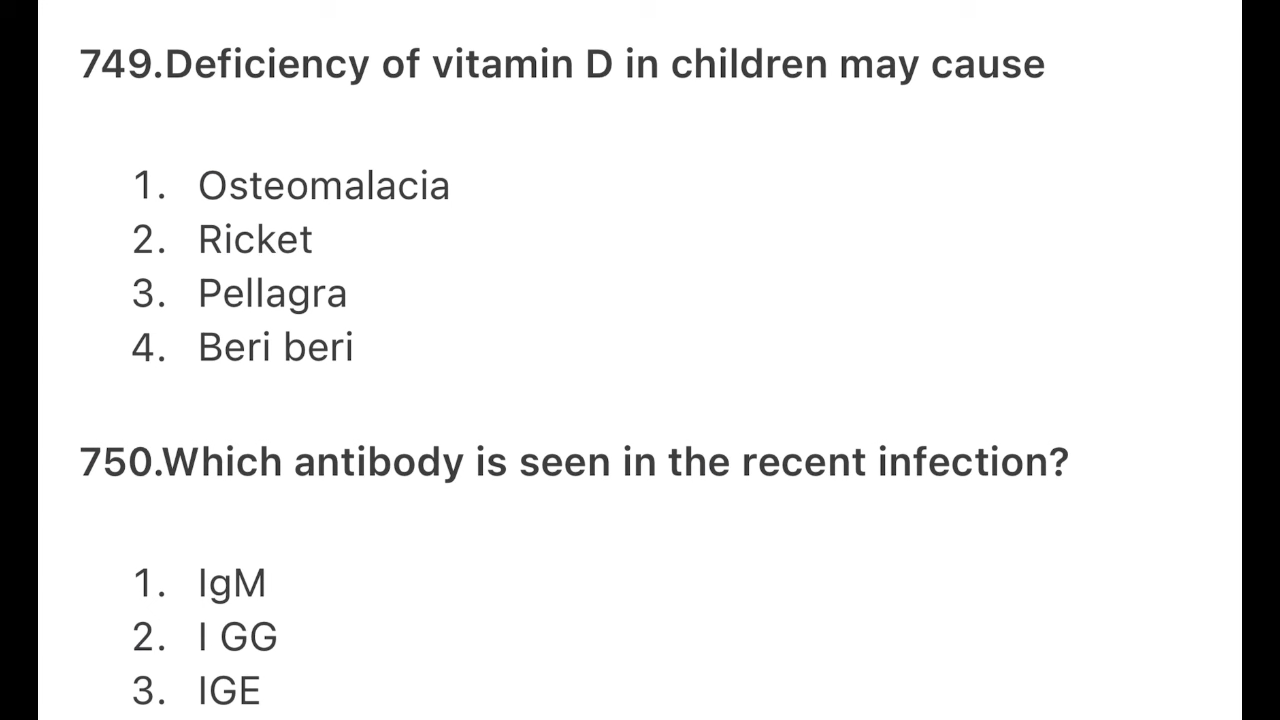 749.Deficiency of vitamin D in children may cause
1. Osteomalacia
2. Ricket
3. Pellagra
4. Beri beri
750.Which antibody is seen in the recent infection?
1. IgM
2. I GG
3. IGE